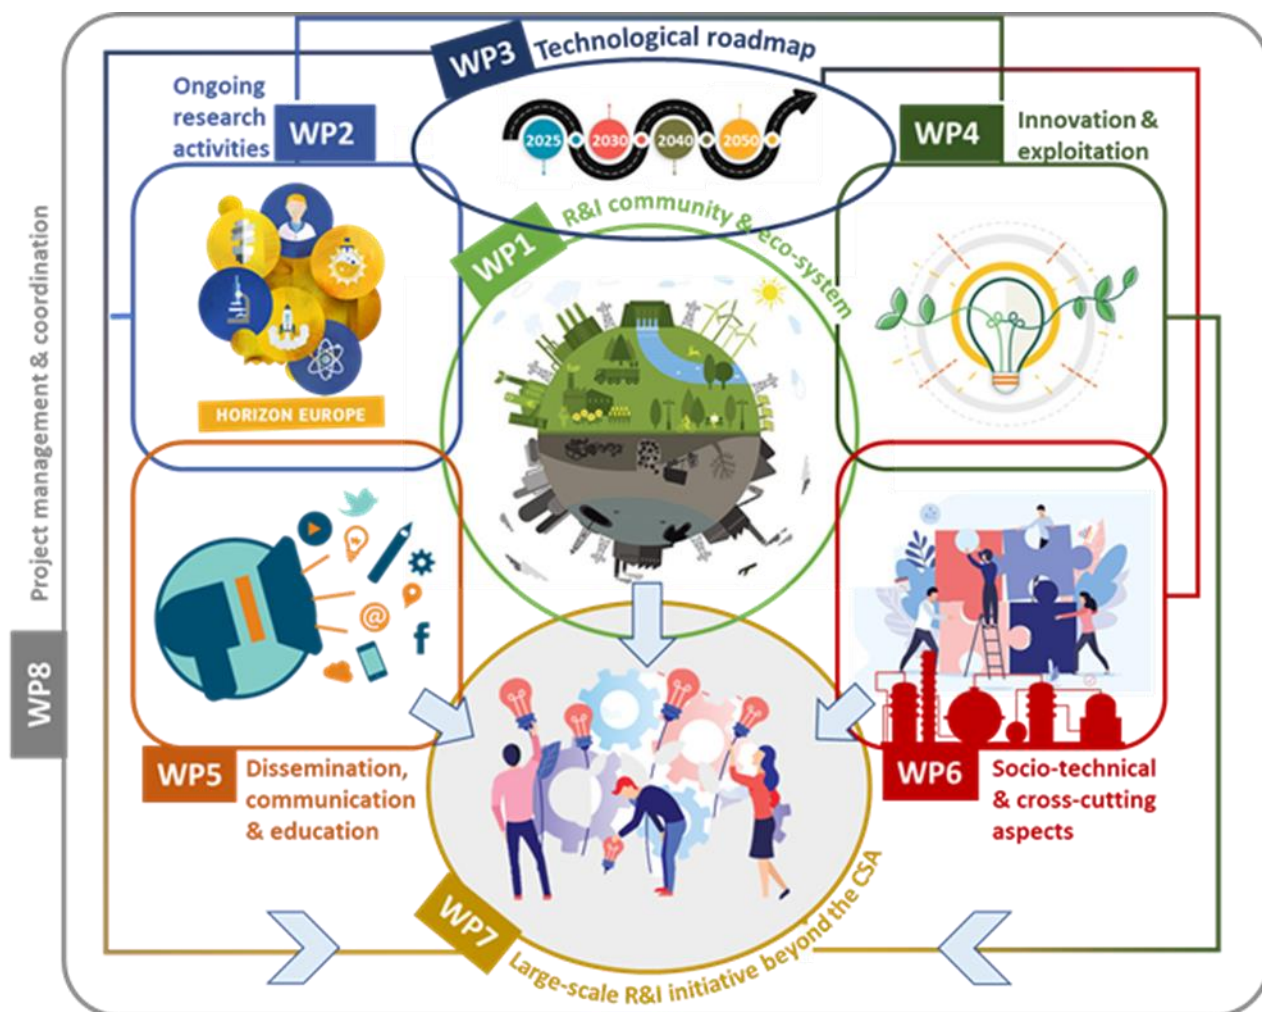 WP3
Technological roadmap
2025
2030
2040
2050
Ongoing
research
activities
WP2
WP4
Innovation &
exploitation
WP1
R&I community & eco-system
HORIZON EUROPE
Project management & coordination
WP8
@
f
WP5
Dissemination,
communication
& education
WP6
Socio-technical
& cross-cutting
aspects
WP7
Large-scale R&I initiative beyond the CSA